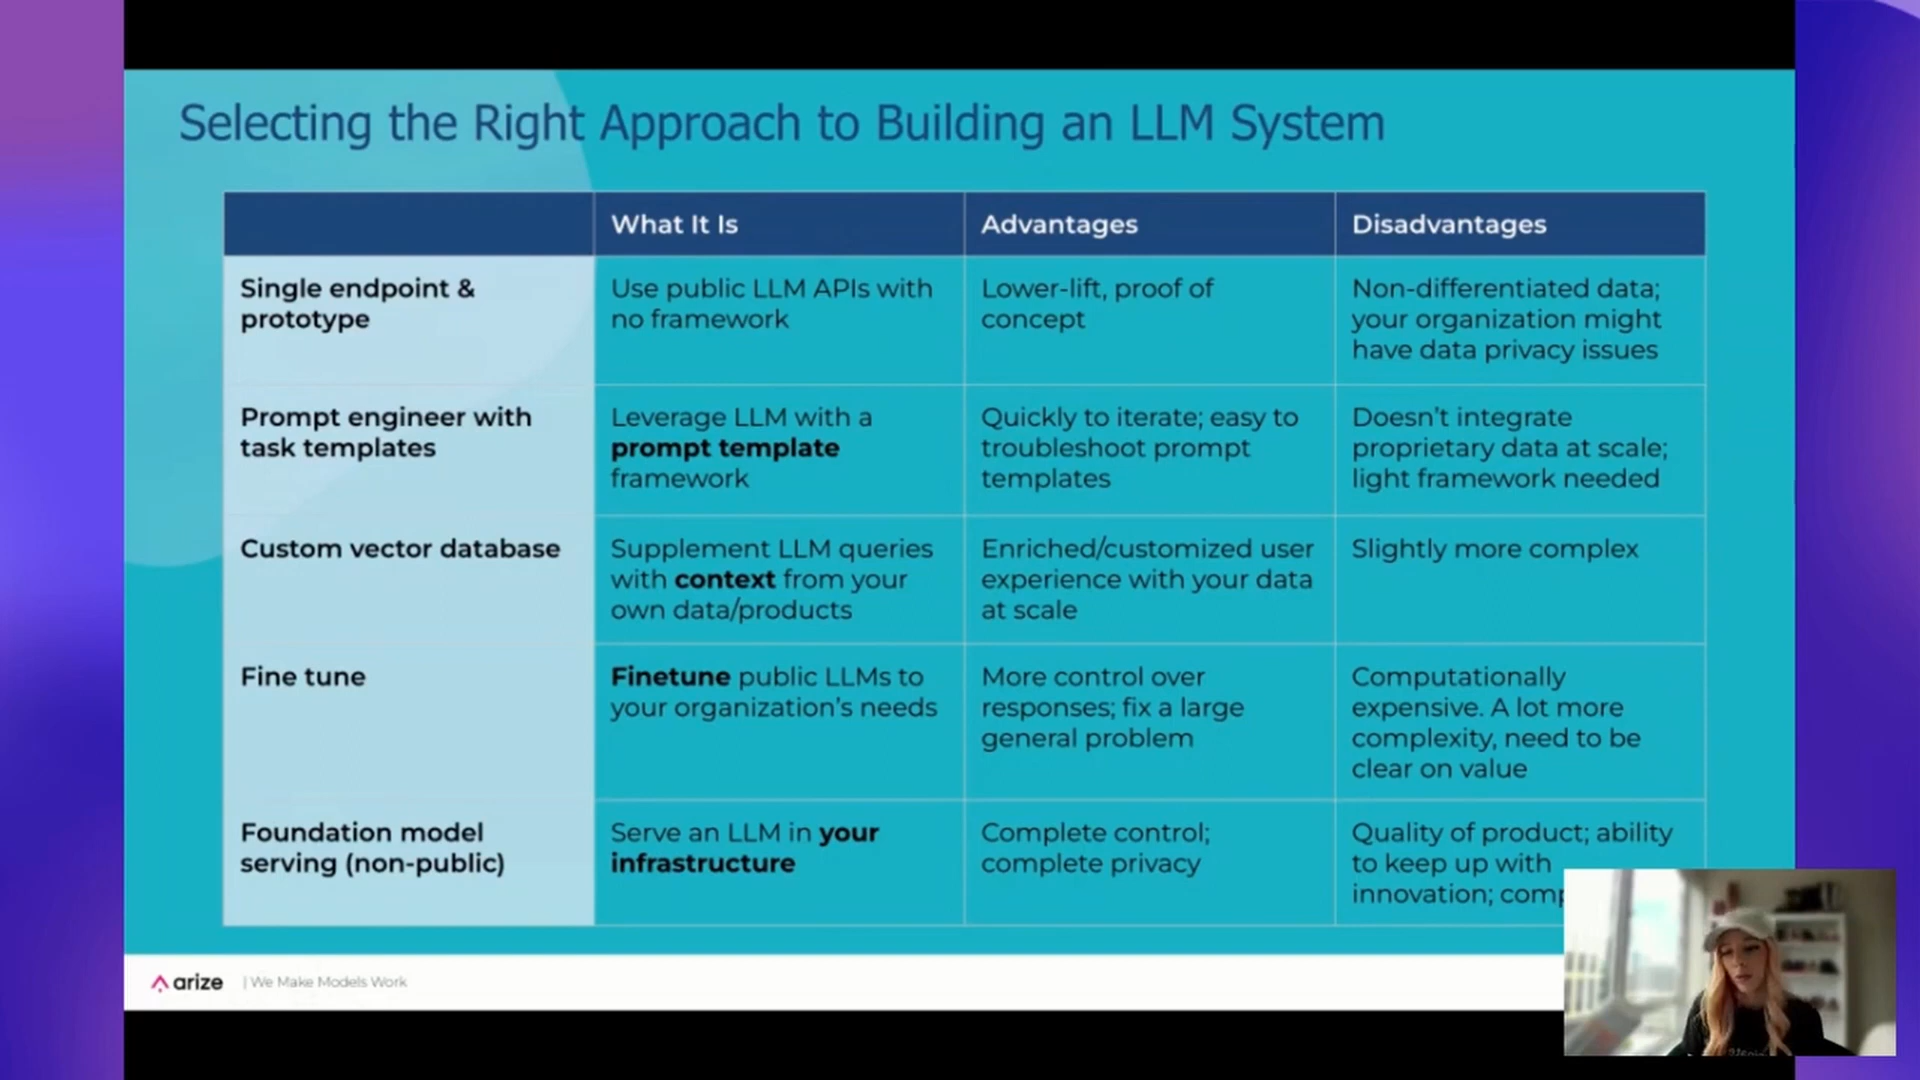 Selecting the Right Approach to Building an LLM System
What It Is
Advantages
Disadvantages
Single endpoint &
prototype
Use public LLM APIs with
no framework
Lower-lift, proof of
concept
Non-differentiated data;
your organization might
have data privacy issues
Prompt engineer with
task templates
Leverage LLM with a
prompt template
framework
Quickly to iterate; easy to
troubleshoot prompt
templates
Doesn't integrate
proprietary data at scale;
light framework needed
Custom vector database
Supplement LLM queries
with context from your
own data/products
Enriched/customized user
experience with your data
at scale
Slightly more complex
Fine tune
Finetune public LLMs to
your organization's needs
More control over
responses; fix a large
general problem
Computationally
expensive. A lot more
complexity, need to be
clear on value
Foundation model
serving (non-public)
Serve an LLM in your
infrastructure
Complete control;
complete privacy
Quality of product; ability
to keep up with
innovation;
arize | We Make Models Work